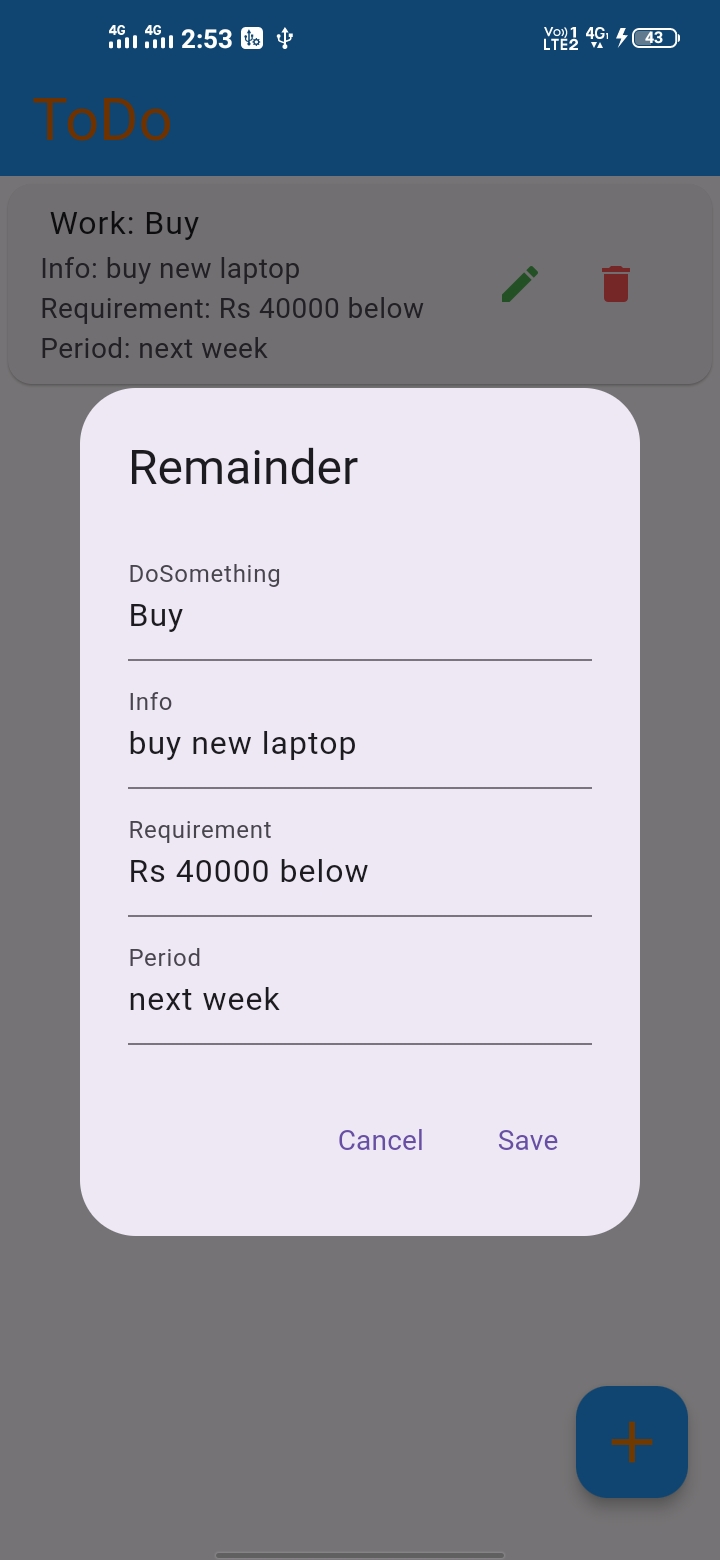 4G 4G 2:53 Vo)) 1 LTE2 4G 43
ToDo
Work: Buy
Info: buy new laptop
Requirement: Rs 40000 below
Period: next week
Remainder
DoSomething
Buy
Info
buy new laptop
Requirement
Rs 40000 below
Period
next week
Cancel Save